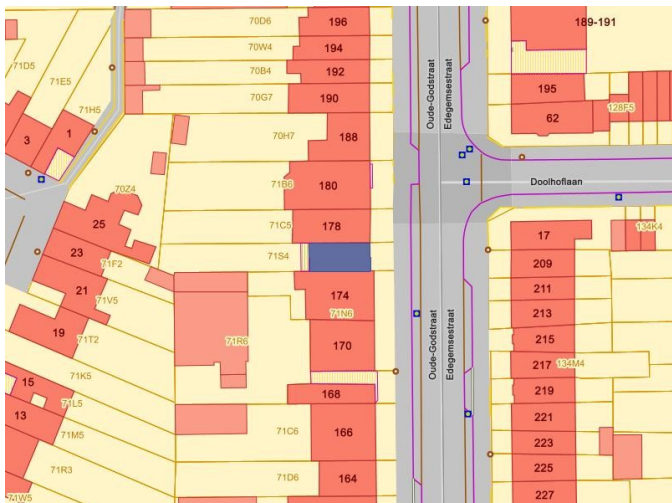 70D6
196
189-191
70W4
194
71D5
70B4
192
71E5
195
70G7
190
71H5
128F5
62
3
1
188
70H7
Oude-Godstraat
Edegemsestraat
180
Doolhoflaan
71B6
70Z4
25
178
71C5
17
134K4
23
71F2
71S4
209
21
174
211
71V5
71N6
213
19
71T2
71R6
170
215
Oude-Godstraat
Edegemsestraat
217
134M4
71K5
15
168
219
71L5
13
166
221
71M5
71C6
223
71R3
164
225
71D6
71W5
227